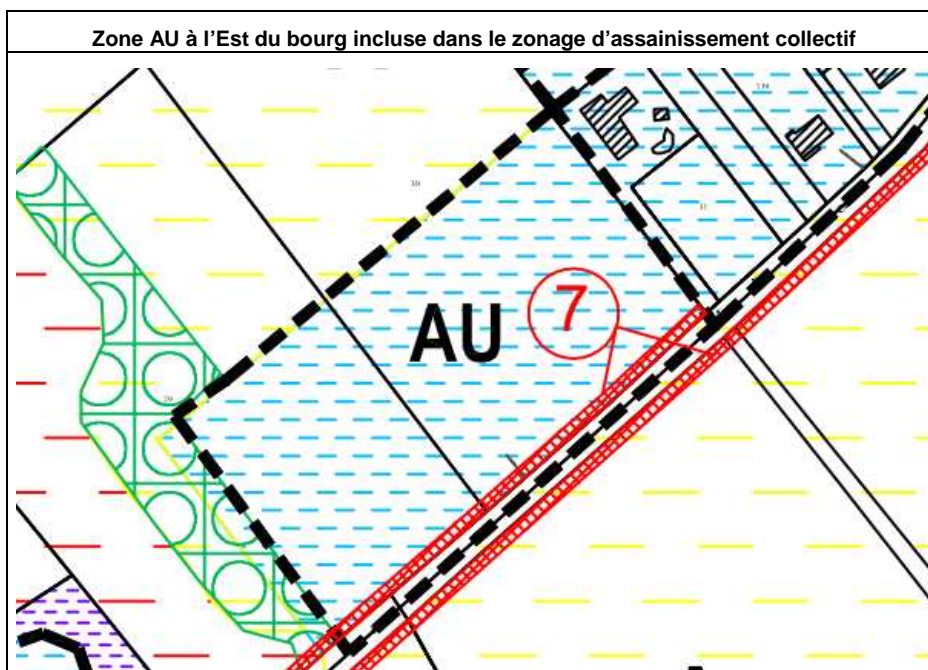 Zone AU à l’Est du bourg incluse dans le zonage d’assainissement collectif
AU
7